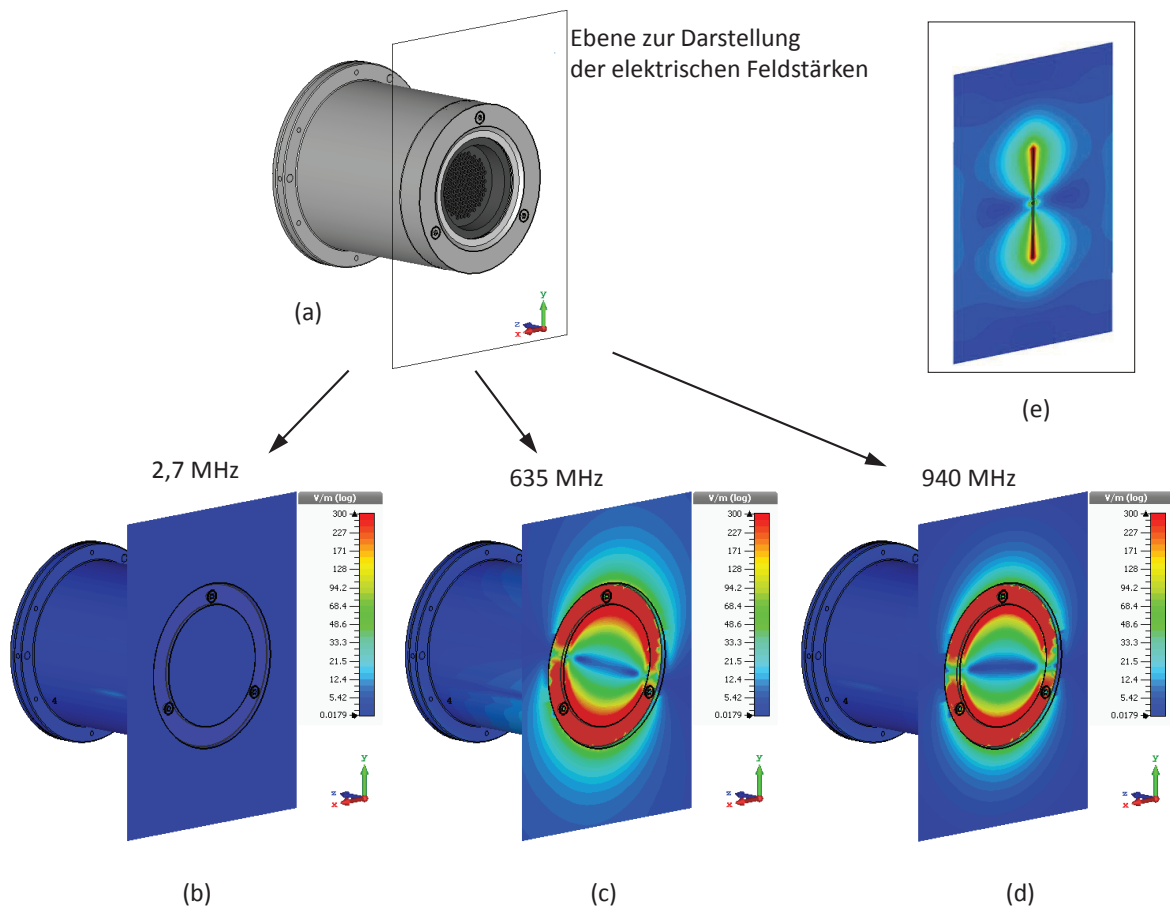 Ebene zur Darstellung
der elektrischen Feldstärken
(a)
y
z
x
(e)
2,7 MHz
635 MHz
940 MHz
V/m (log)
300
227
171
128
94.2
68.4
48.6
33.3
21.5
12.4
5.42
0.0179
4
y
z
x
V/m (log)
300
227
171
128
94.2
68.4
48.6
33.3
21.5
12.4
5.42
0.0179
4
y
z
x
V/m (log)
300
227
171
128
94.2
68.4
48.6
33.3
21.5
12.4
5.42
0.0179
4
y
z
x
(b)
(c)
(d)